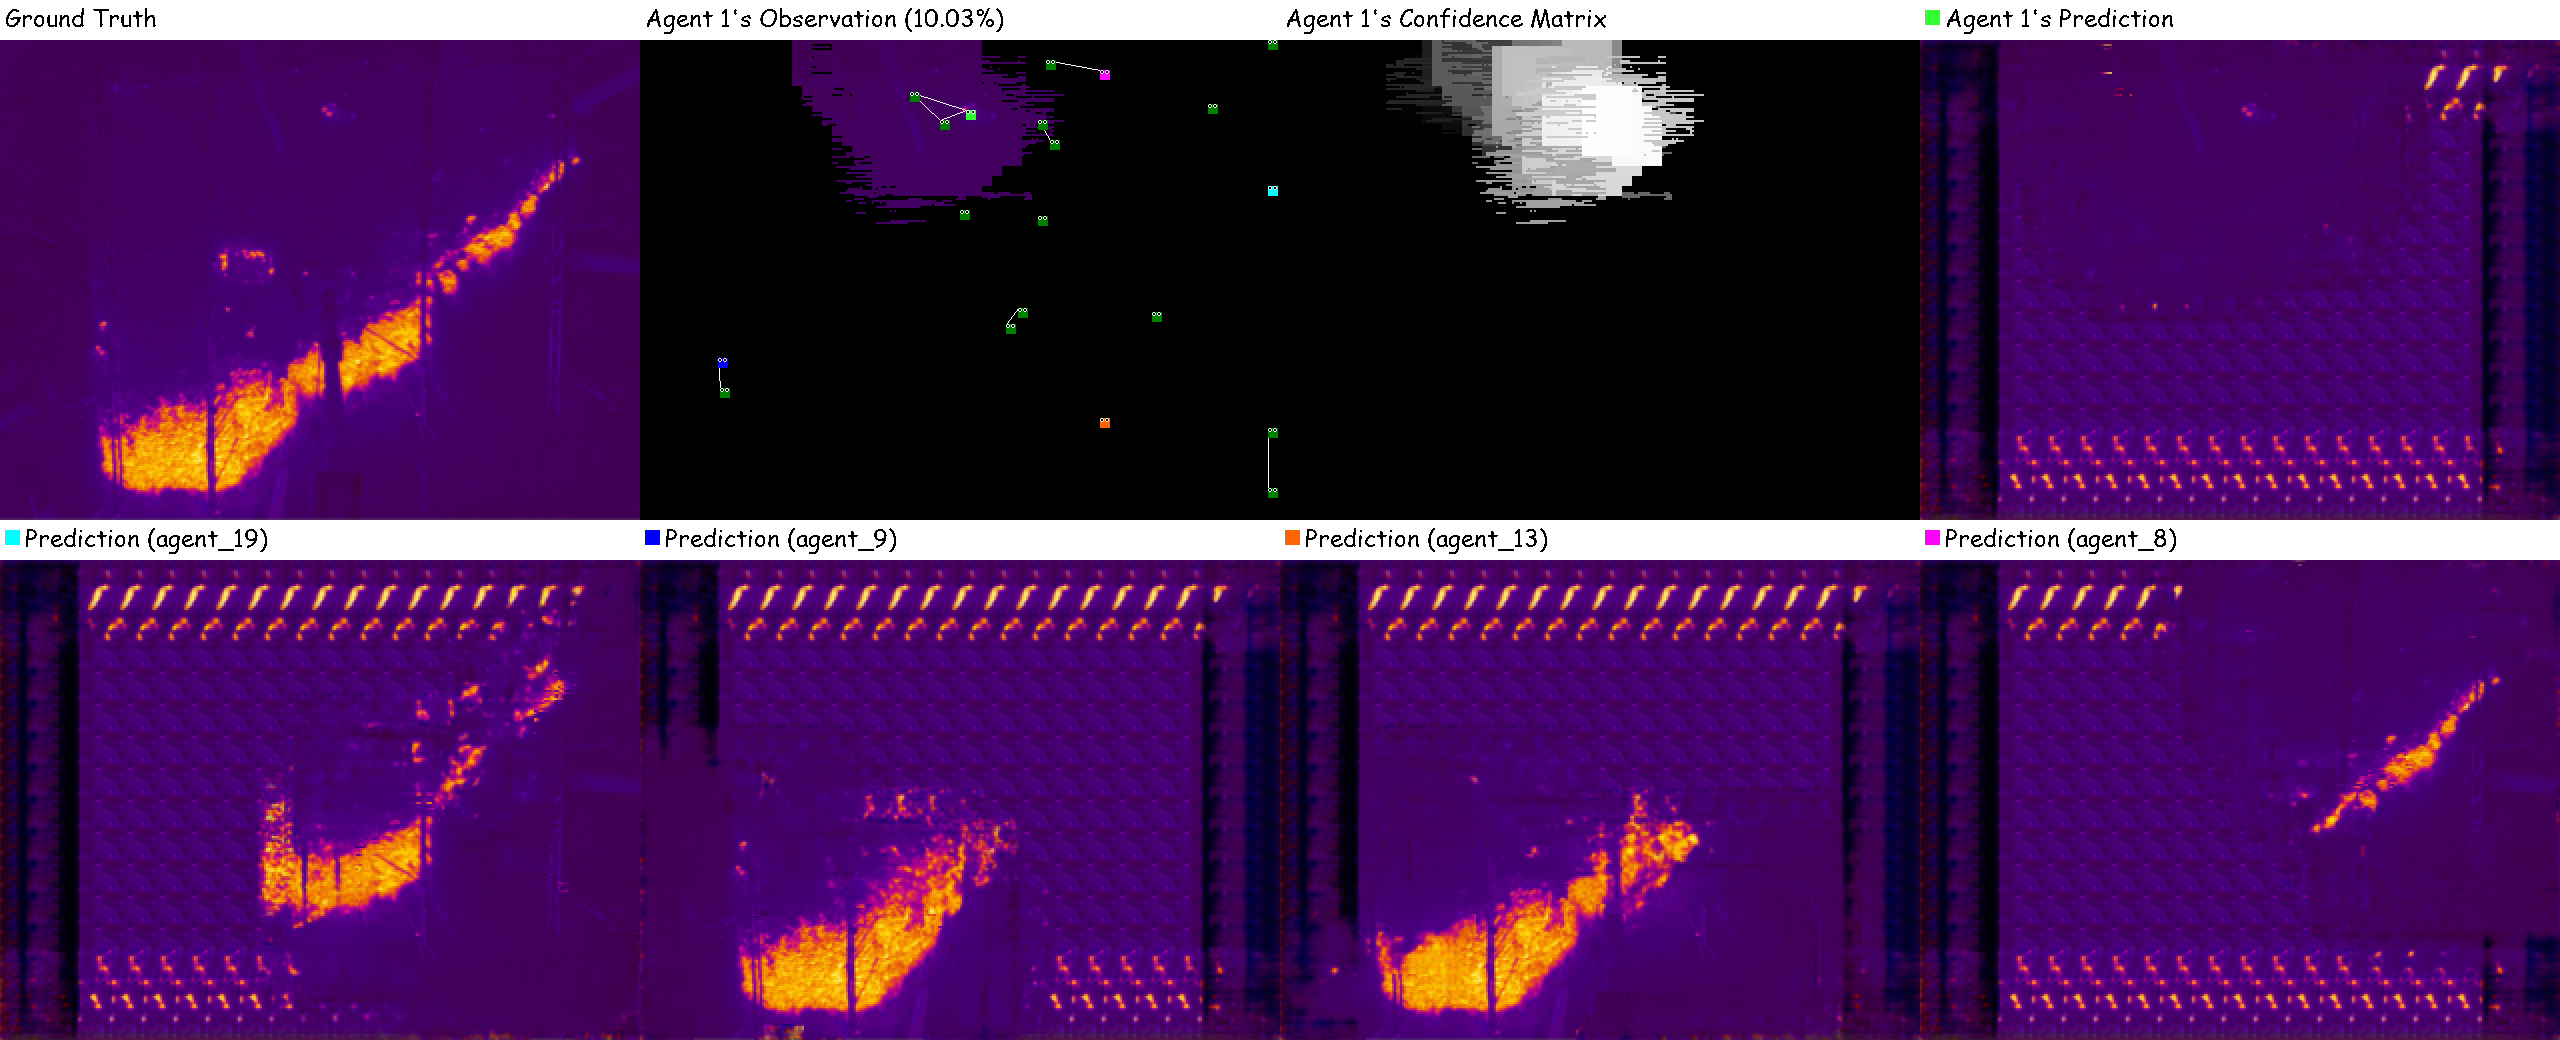 Ground Truth
Agent 1's Observation (10.03%)
Agent 1's Confidence Matrix
Agent 1's Prediction
Prediction (agent_19)
Prediction (agent_9)
Prediction (agent_13)
Prediction (agent_8)